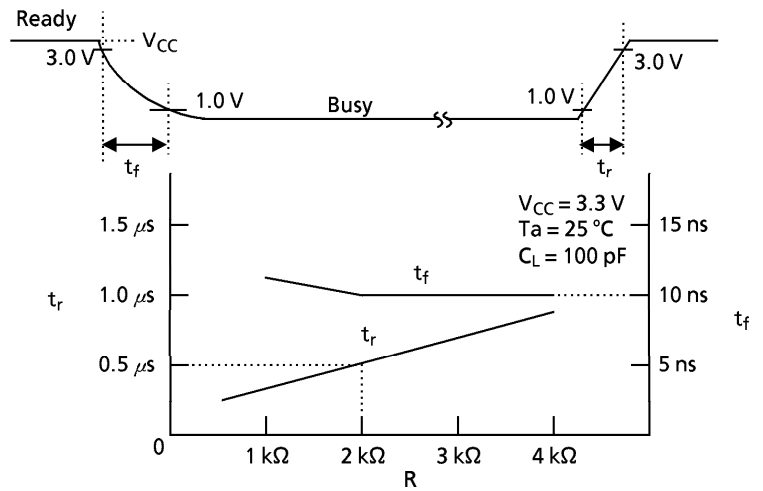 Ready
VCC
3.0 V
1.0 V
Busy
1.0 V
3.0 V
tf
tr
VCC = 3.3 V
Ta = 25 °C
CL = 100 pF
1.5 µs
15 ns
tf
tr
1.0 µs
10 ns
tf
tr
0.5 µs
5 ns
0
1 kΩ
2 kΩ
3 kΩ
4 kΩ
R